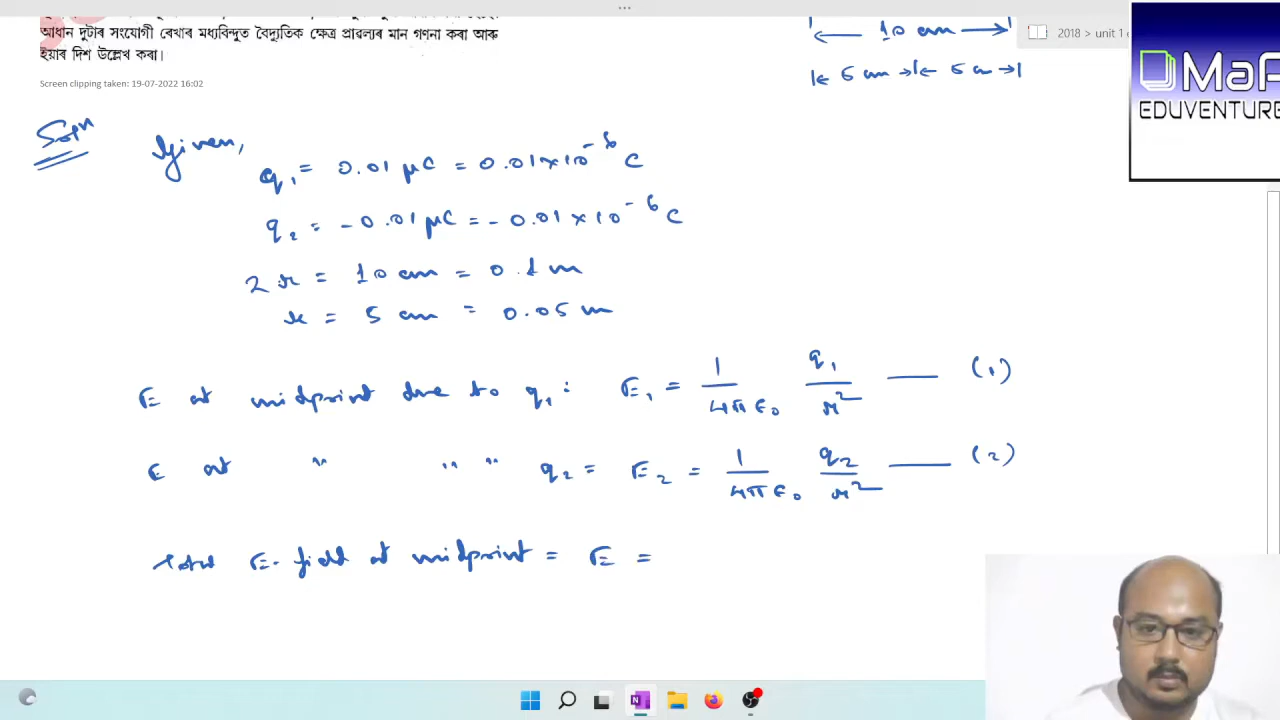 আধান দুটাৰ সংযোগী ৰেখাৰ মধ্যবিন্দুত বৈদ্যুতিক ক্ষেত্ৰ প্ৰাবল্যৰ মান গণনা কৰা আৰু
ইয়াৰ দিশ উল্লেখ কৰা।
Screen clipping taken: 19-07-2022 16:02
10 cm
5 cm 5 cm
2018 > unit 1
EDUVENTURE
Soln
Given,
q₁ = 0.01 μC = 0.01 × 10⁻⁶ C
q₂ = -0.01 μC = -0.01 × 10⁻⁶ C
2r = 10 cm = 0.1 m
r = 5 cm = 0.05 m
E at midpoint due to q₁: E₁ = 1/4πε₀ q₁/r² —— (1)
E at " " " q₂ = E₂ = 1/4πε₀ q₂/r² —— (2)
Total E-field at midpoint = E =